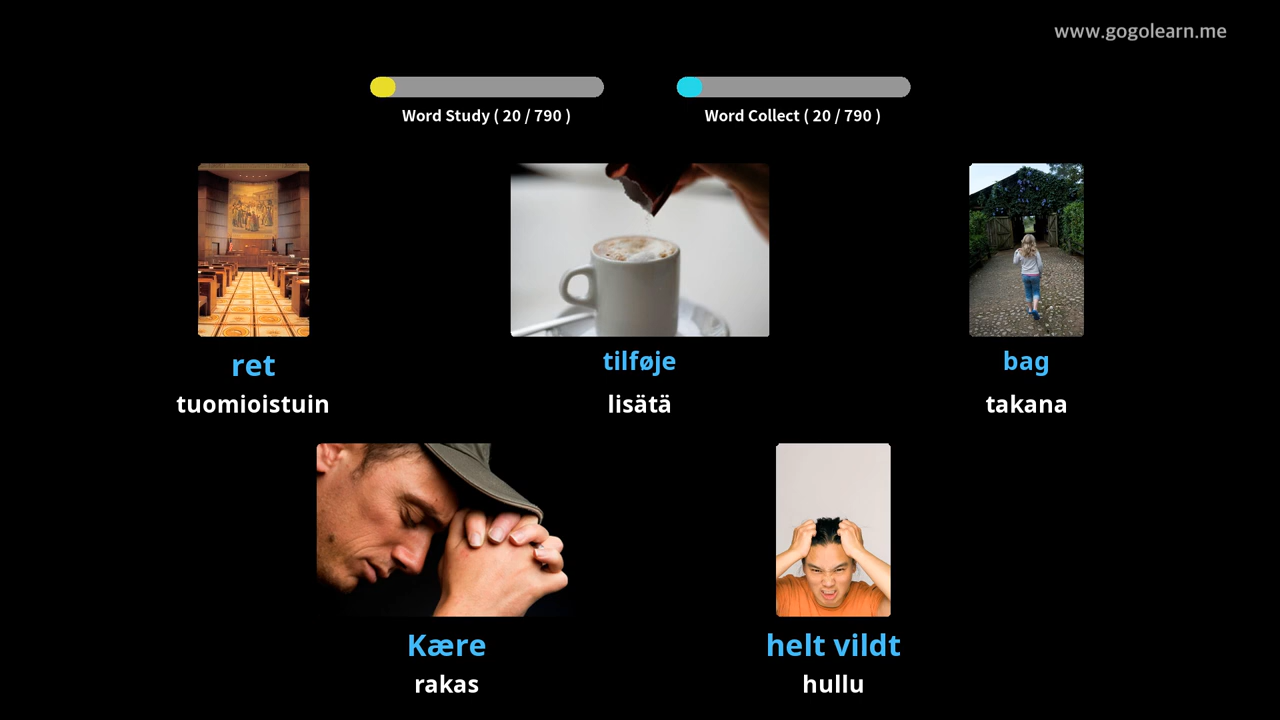 www.gogolearn.me
Word Study ( 20 / 790 )
Word Collect ( 20 / 790 )
ret
tilføje
bag
tuomioistuin
lisätä
takana
Kære
helt vildt
rakas
hullu